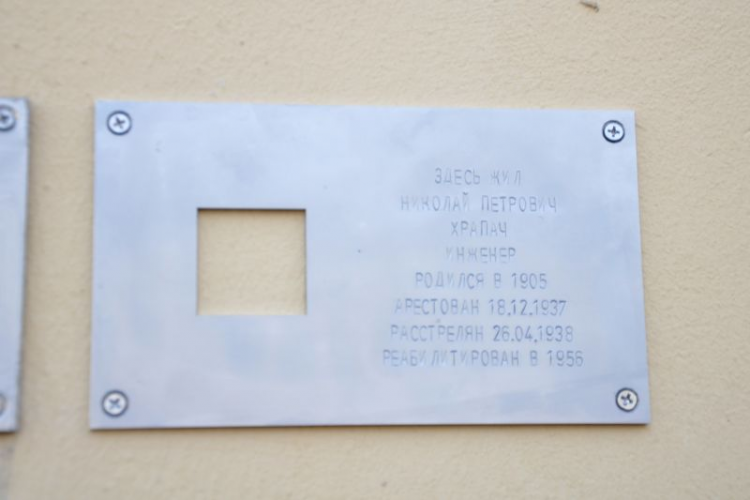 ЗДЕСЬ ЖИЛ
НИКОЛАЙ ПЕТРОВИЧ
ХРАПАЧ
ИНЖЕНЕР
РОДИЛСЯ В 1905
АРЕСТОВАН 18.12.1937
РАССТРЕЛЯН 26.04.1938
РЕАБИЛИТИРОВАН В 1956